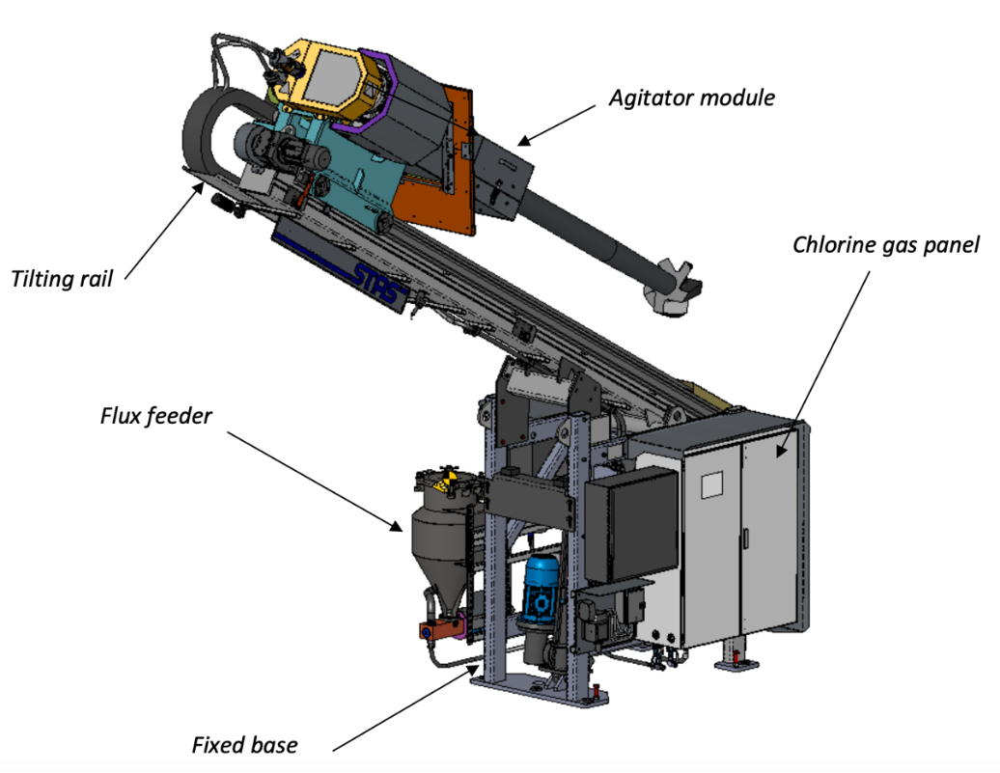 Agitator module
Chlorine gas panel
Tilting rail
STAS
Flux feeder
Fixed base